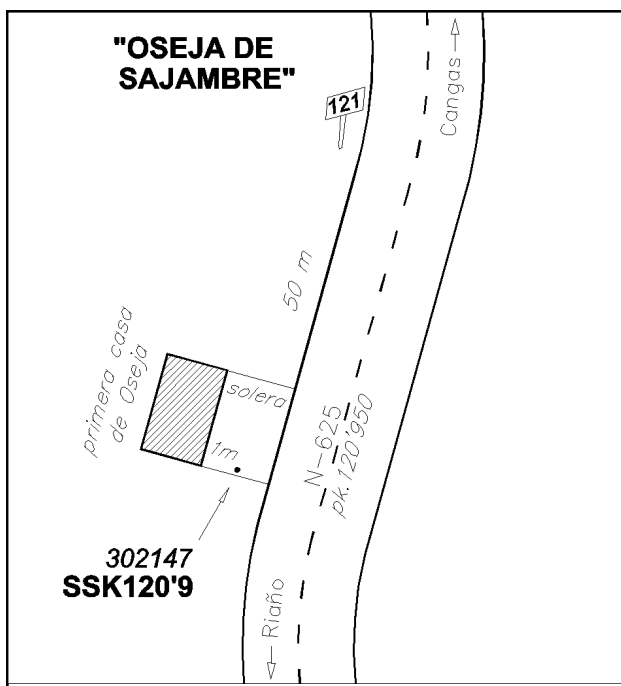 "OSEJA DE
SAJAMBRE"
121
Cangas
50 m
primera casa
de Oseja
solera
1m
N-625
pk.120'950
302147
SSK120'9
Riaño